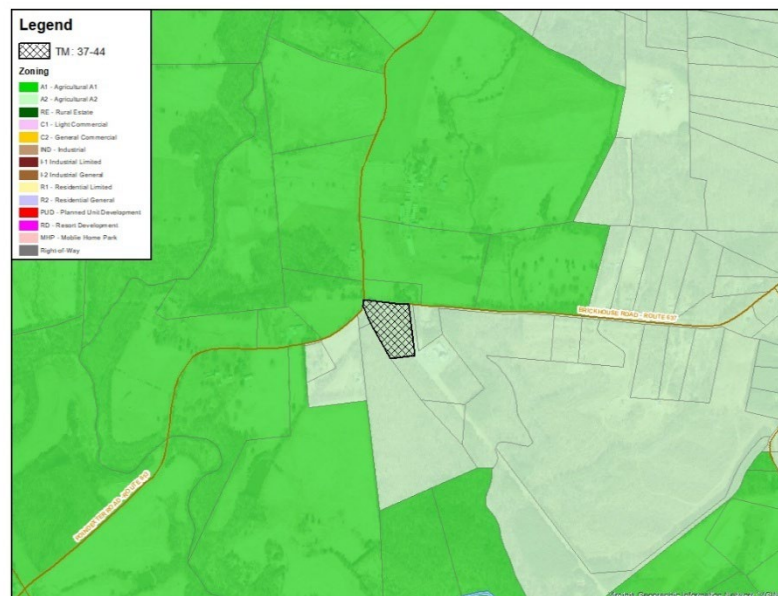 Legend
TM: 37-44
Zoning
A1 - Agricultural A1
A2 - Agricultural A2
RE - Rural Estate
C1 - Light Commercial
C2 - General Commercial
IND - Industrial
I-1 Industrial Limited
I-2 Industrial General
R1 - Residential Limited
R2 - Residential General
PUD - Planned Unit Development
RD - Resort Development
MHP - Mobile Home Park
Right-of-Way
BRICKHOUSE ROAD - ROUTE 637
ROAD - ROUTE